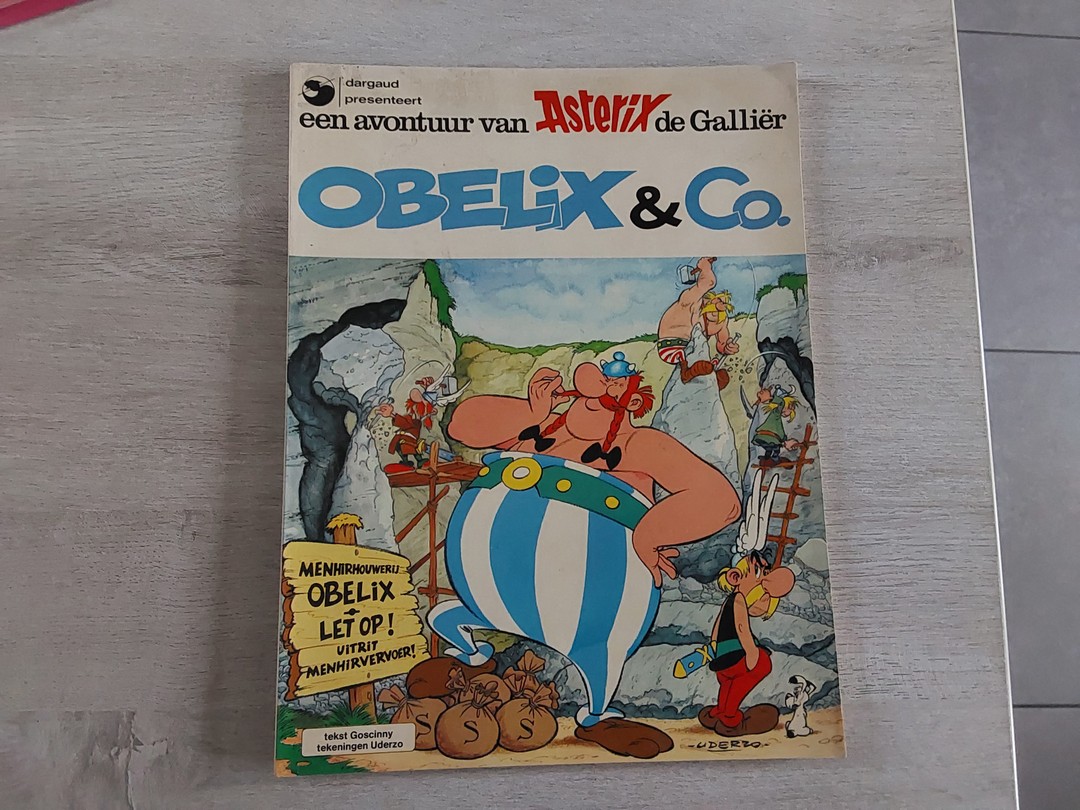 dargaud
presenteert
een avontuur van Asterix de Galliër
OBELiX & Co.
MENHIRHOUWERIJ
OBELiX
LET OP!
UITRIT
MENHIRVERVOER!
S S S
tekst Goscinny
tekeningen Uderzo
-UDERZO-